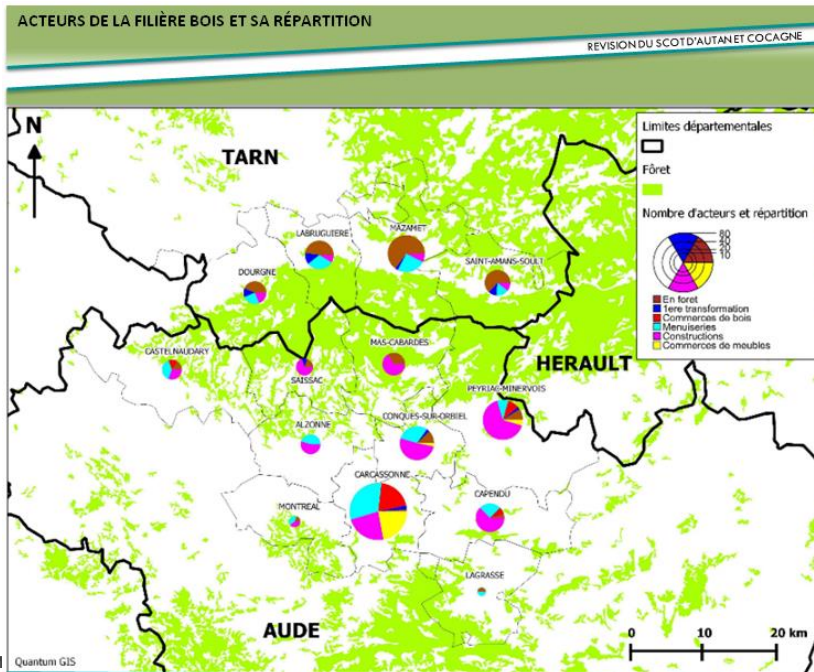 ACTEURS DE LA FILIÈRE BOIS ET SA RÉPARTITION
REVISION DU SCOT D'AUTAN ET COCAGNE
N
TARN
Limites départementales
Fôret
Nombre d'acteurs et répartition
80
20
10
En foret
1ere transformation
Commerces de bois
Menuiseries
Constructions
Commerces de meubles
LABRUGUIERE
MAZAMET
SAINT-AMANS-SOULT
DOURGNE
CASTELNAUDARY
SAISSAC
MAS-CABARDES
HERAULT
PEYRIAC-MINERVOIS
ALZONNE
CONQUES-SUR-ORBIEL
CARCASSONNE
MONTREAL
CAPENDU
LAGRASSE
AUDE
0 10 20 km
Quantum GIS